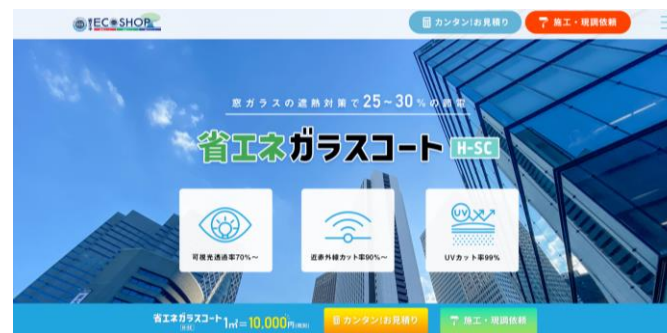 ECOSHOP
カンタン!お見積り
施工・現調依頼
窓ガラスの遮熱対策で25~30%の節電
省エネガラスコート H-SC
可視光透過率70%~
近赤外線カット率90%~
UV
UVカット率99%
省エネガラスコート
H-SC
1㎡=10,000円
カンタン!お見積り
施工・現調依頼